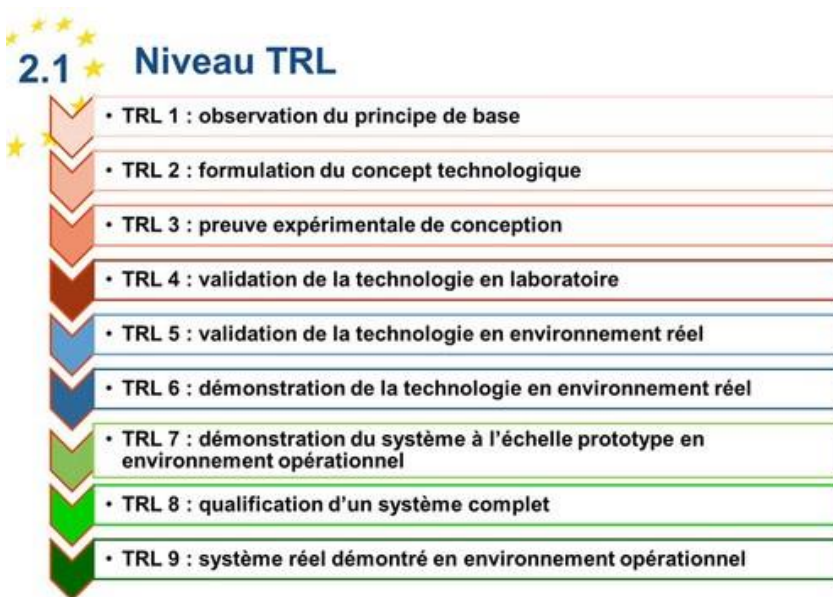 2.1 Niveau TRL
• TRL 1 : observation du principe de base
• TRL 2 : formulation du concept technologique
• TRL 3 : preuve expérimentale de conception
• TRL 4 : validation de la technologie en laboratoire
• TRL 5 : validation de la technologie en environnement réel
• TRL 6 : démonstration de la technologie en environnement réel
• TRL 7 : démonstration du système à l’échelle prototype en
environnement opérationnel
• TRL 8 : qualification d’un système complet
• TRL 9 : système réel démontré en environnement opérationnel